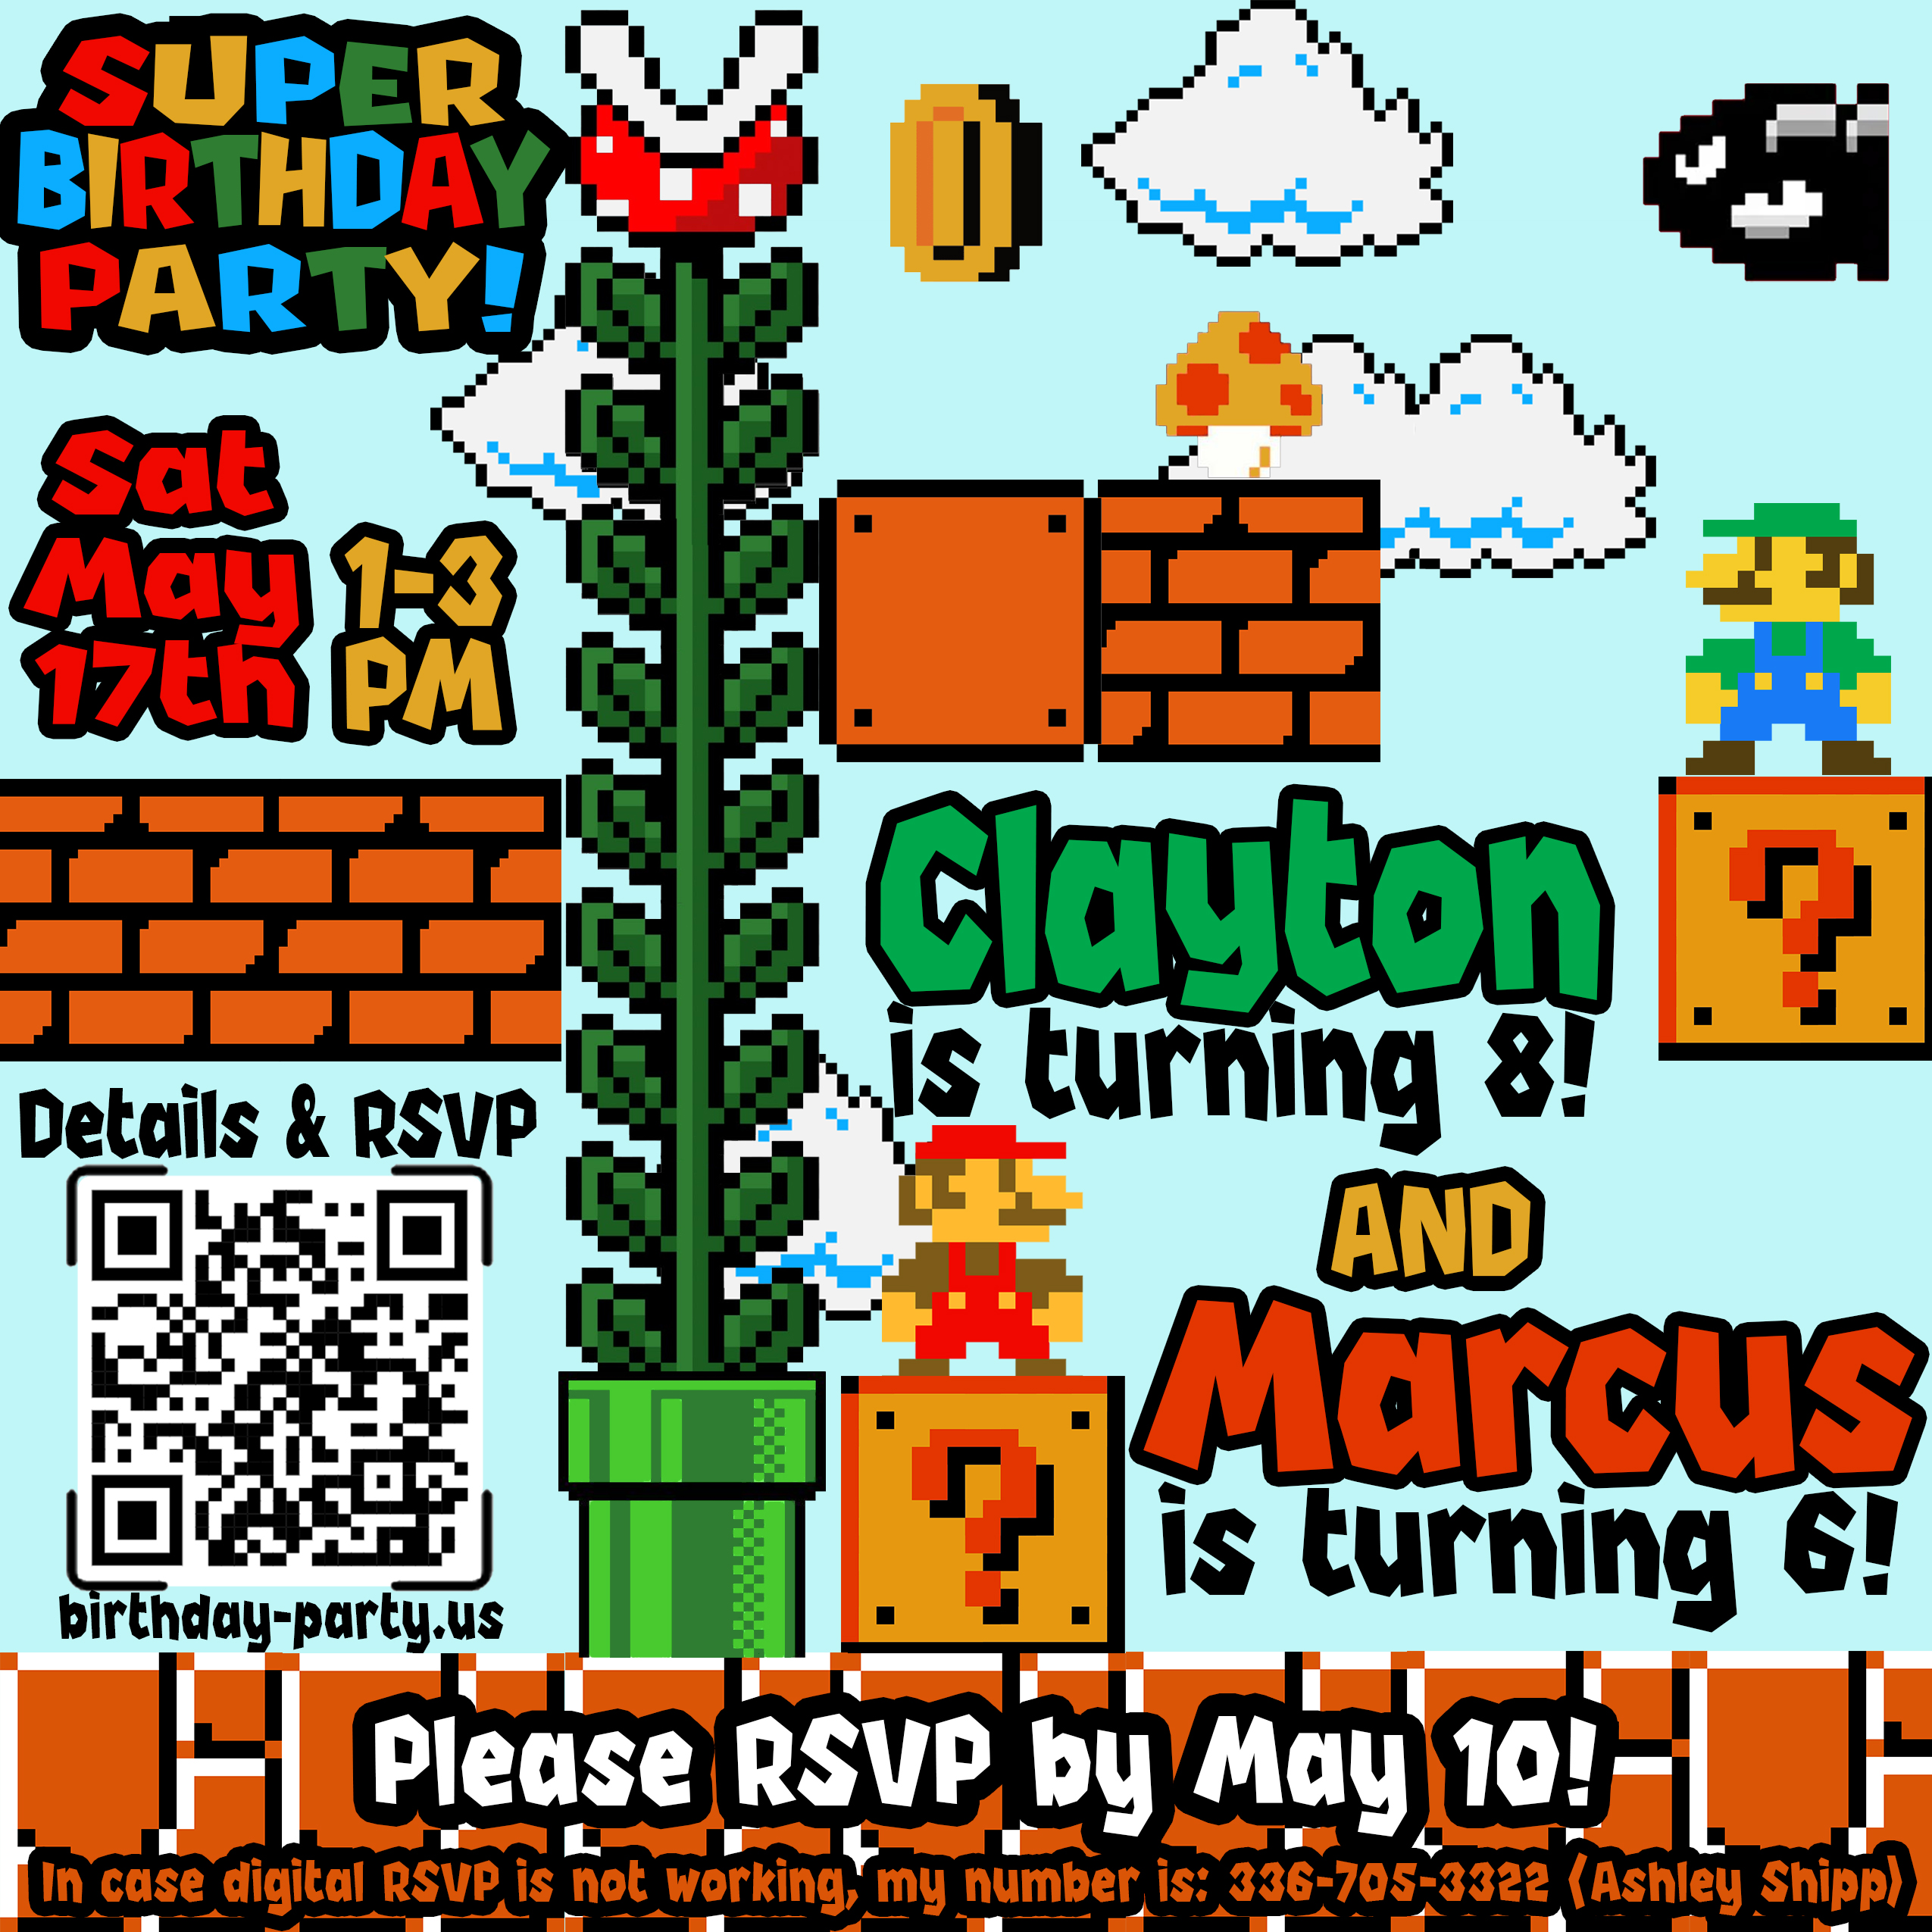 SUPER
BIRTHDAY
PARTY!
Sat
May
17th
1-3
PM
Clayton
is turning 8!
AND
Marcus
is turning 6!
Details & RSVP
birthday-party.us
Please RSVP by May 10!
In case digital RSVP is not working, my number is: 336-705-3322 (Ashley Shipp)